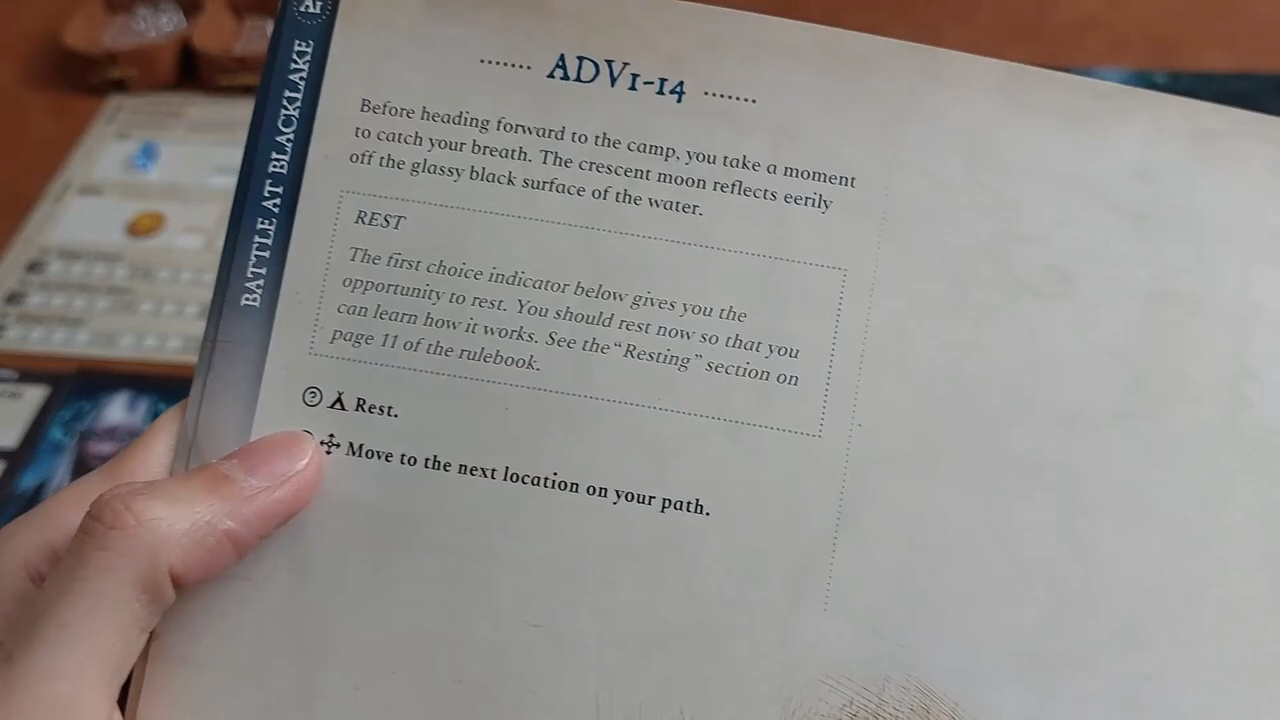 A1
BATTLE AT BLACKLAKE
ADV1-14
Before heading forward to the camp, you take a moment
to catch your breath. The crescent moon reflects eerily
off the glassy black surface of the water.
REST
The first choice indicator below gives you the
opportunity to rest. You should rest now so that you
can learn how it works. See the “Resting” section on
page 11 of the rulebook.
Rest.
Move to the next location on your path.